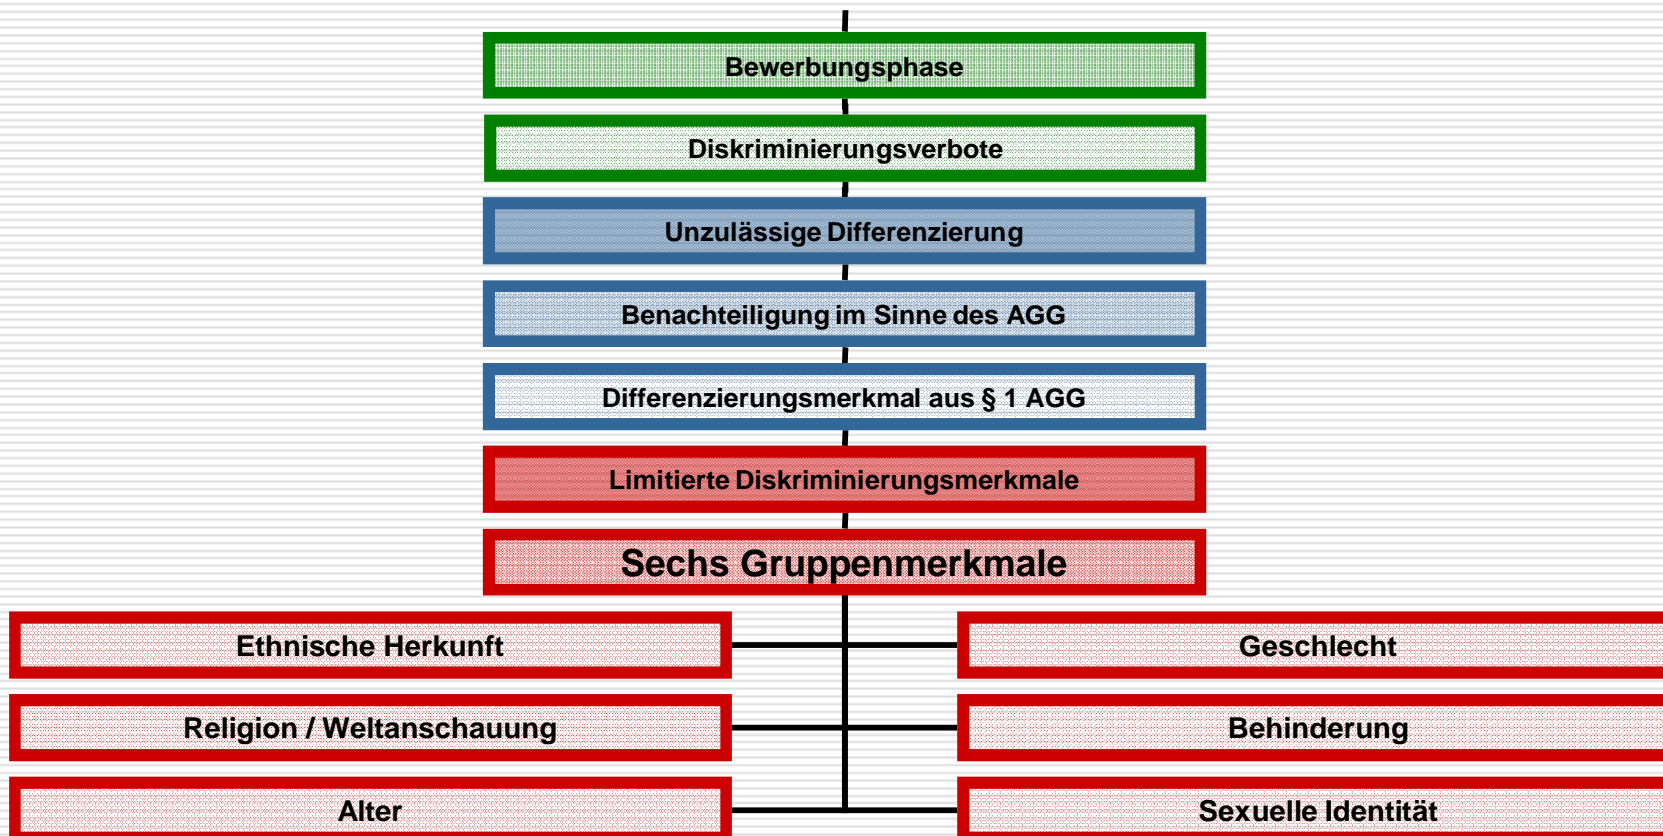 Bewerbungsphase
Diskriminierungsverbote
Unzulässige Differenzierung
Benachteiligung im Sinne des AGG
Differenzierungsmerkmal aus § 1 AGG
Limitierte Diskriminierungsmerkmale
Sechs Gruppenmerkmale
Ethnische Herkunft
Geschlecht
Religion / Weltanschauung
Behinderung
Alter
Sexuelle Identität